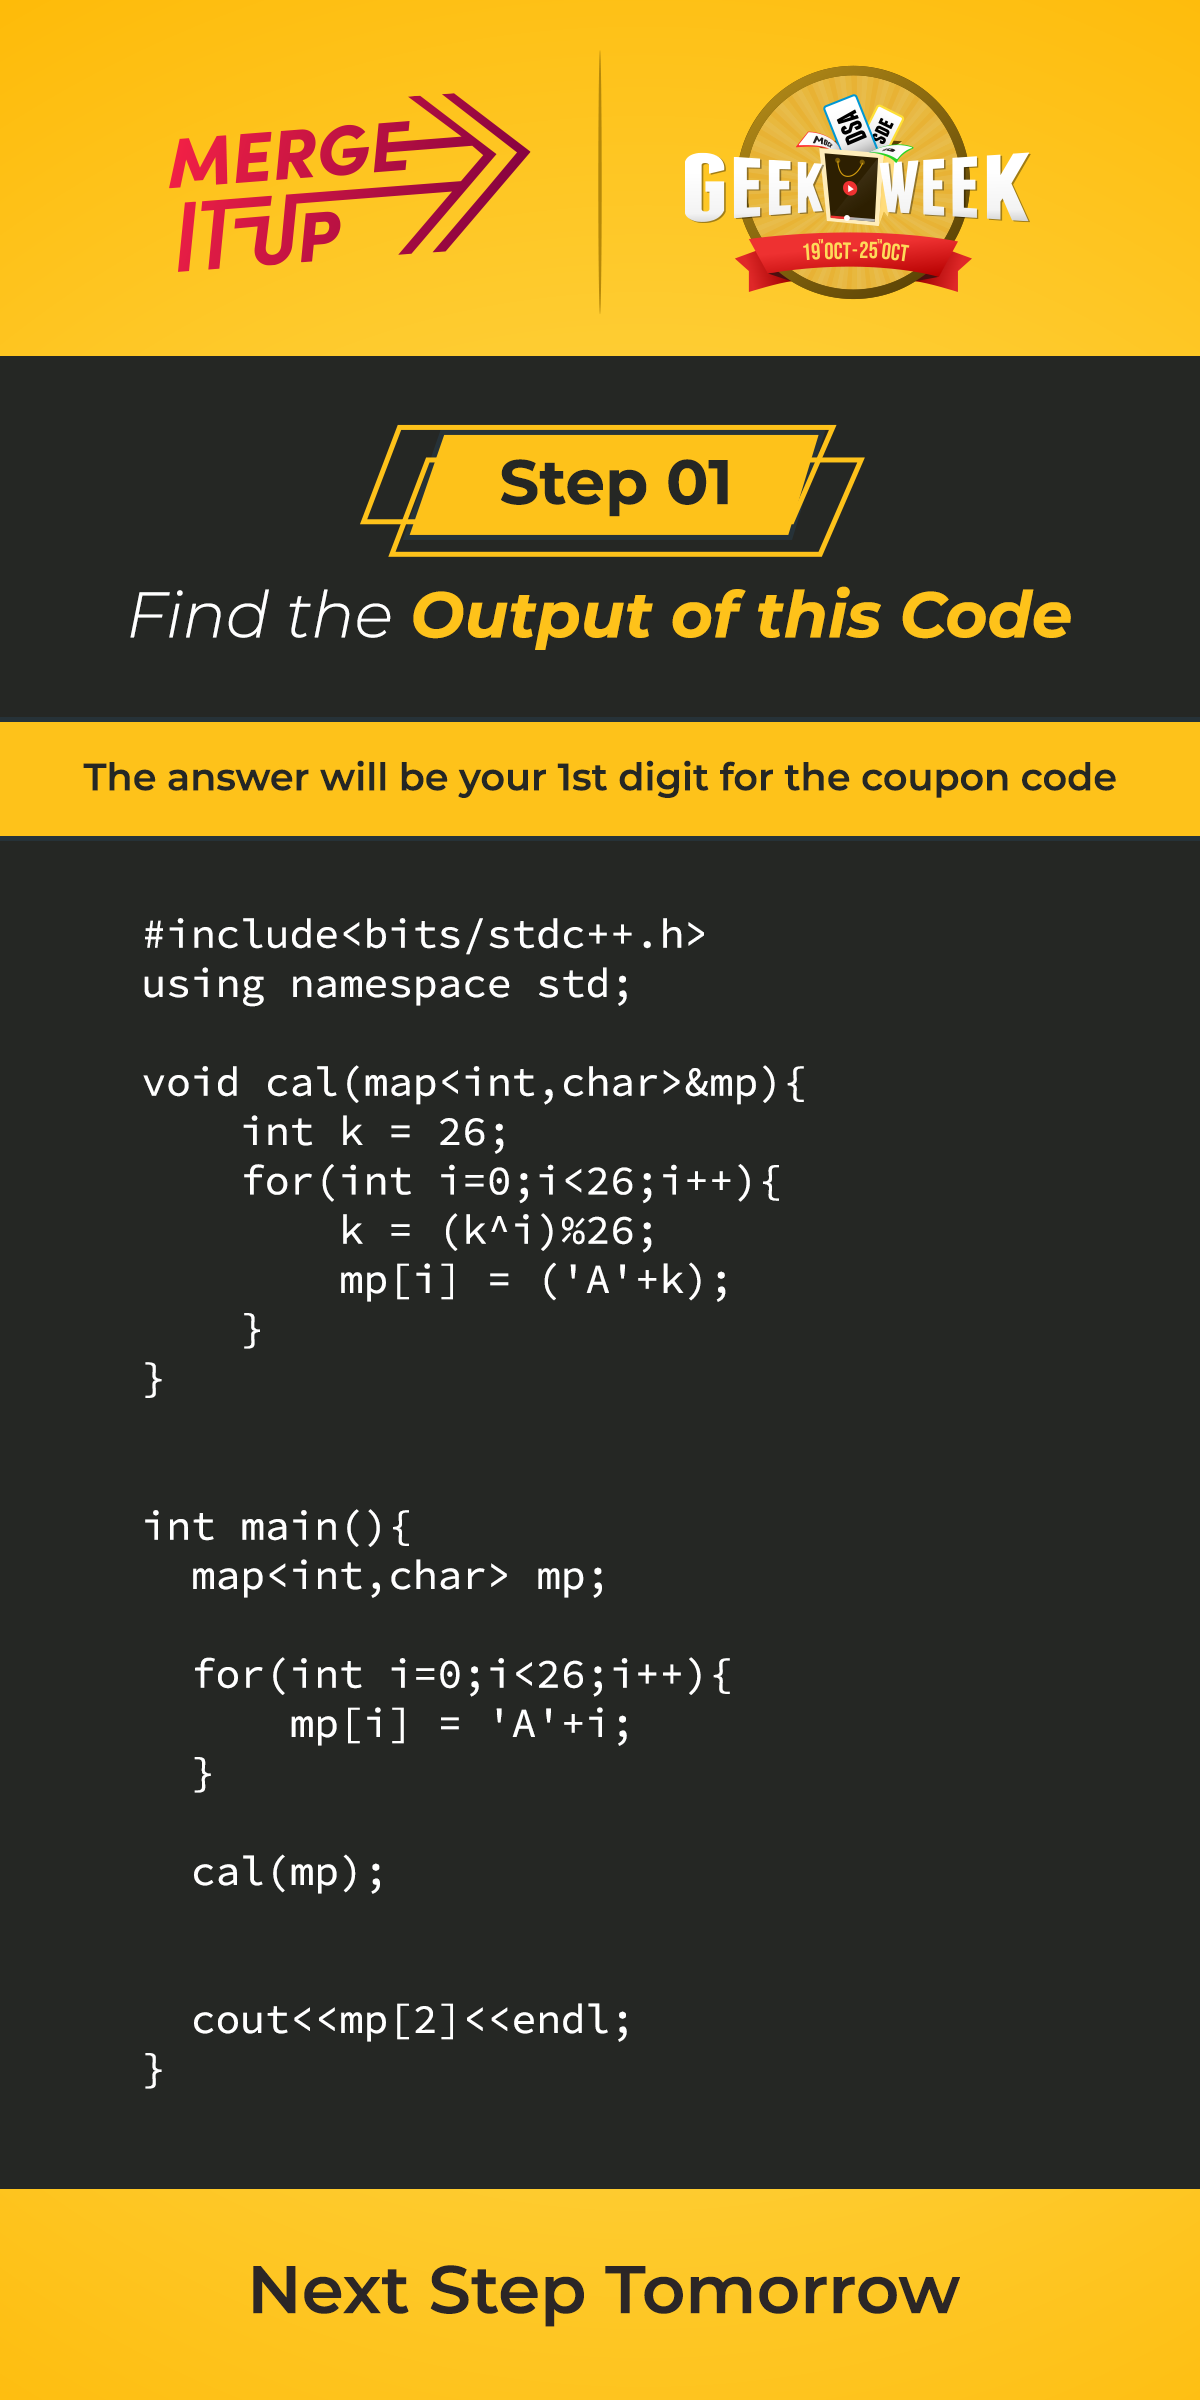 MERGE
IT UP
MBG
DSA
SDE
GEEK WEEK
19TH OCT - 25TH OCT
Step 01
Find the Output of this Code
The answer will be your 1st digit for the coupon code
#include<bits/stdc++.h>
using namespace std;
void cal(map<int,char>&mp){
int k = 26;
for(int i=0;i<26;i++){
k = (k^i)%26;
mp[i] = ('A'+k);
}
}
int main(){
map<int,char> mp;
for(int i=0;i<26;i++){
mp[i] = 'A'+i;
}
cal(mp);
cout<<mp[2]<<endl;
}
Next Step Tomorrow